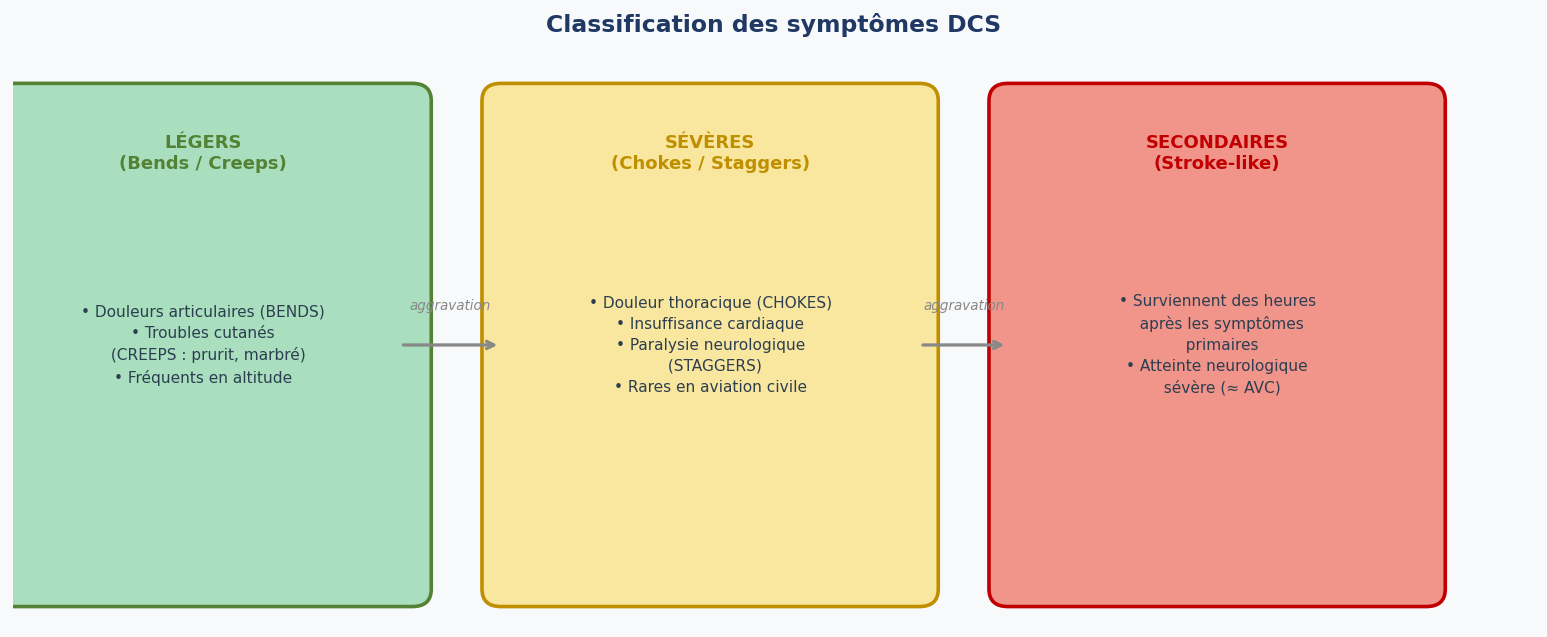 Classification des symptômes DCS
LÉGERS
(Bends / Creeps)
• Douleurs articulaires (BENDS)
• Troubles cutanés
(CREEPS : prurit, marbré)
• Fréquents en altitude
aggravation
SÉVÈRES
(Chokes / Staggers)
• Douleur thoracique (CHOKES)
• Insuffisance cardiaque
• Paralysie neurologique
(STAGGERS)
• Rares en aviation civile
aggravation
SECONDAIRES
(Stroke-like)
• Surviennent des heures
après les symptômes
primaires
• Atteinte neurologique
sévère (≈ AVC)